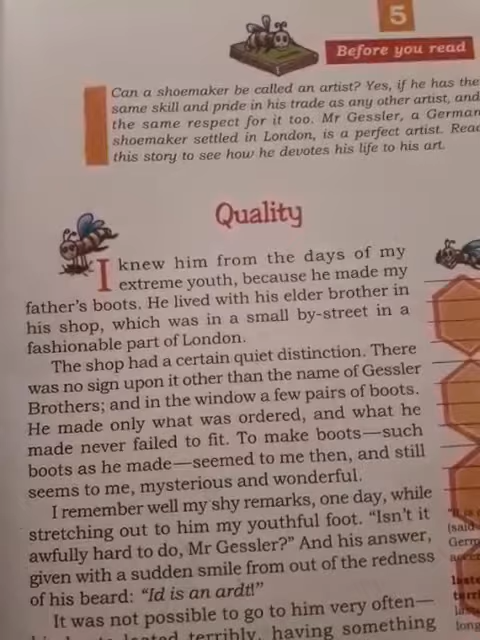 5
Before you read
Can a shoemaker be called an artist? Yes, if he has the
same skill and pride in his trade as any other artist, and
the same respect for it too. Mr Gessler, a German
shoemaker settled in London, is a perfect artist. Read
this story to see how he devotes his life to his art.
Quality
I knew him from the days of my
extreme youth, because he made my
father's boots. He lived with his elder brother in
his shop, which was in a small by-street in a
fashionable part of London.
The shop had a certain quiet distinction. There
was no sign upon it other than the name of Gessler
Brothers; and in the window a few pairs of boots.
He made only what was ordered, and what he
made never failed to fit. To make boots—such
boots as he made—seemed to me then, and still
seems to me, mysterious and wonderful.
I remember well my shy remarks, one day, while
stretching out to him my youthful foot. “Isn't it
awfully hard to do, Mr Gessler?” And his answer,
given with a sudden smile from out of the redness
of his beard: “Id is an ardt!”
It was not possible to go to him very often—
terribly, having something
(said
Germ